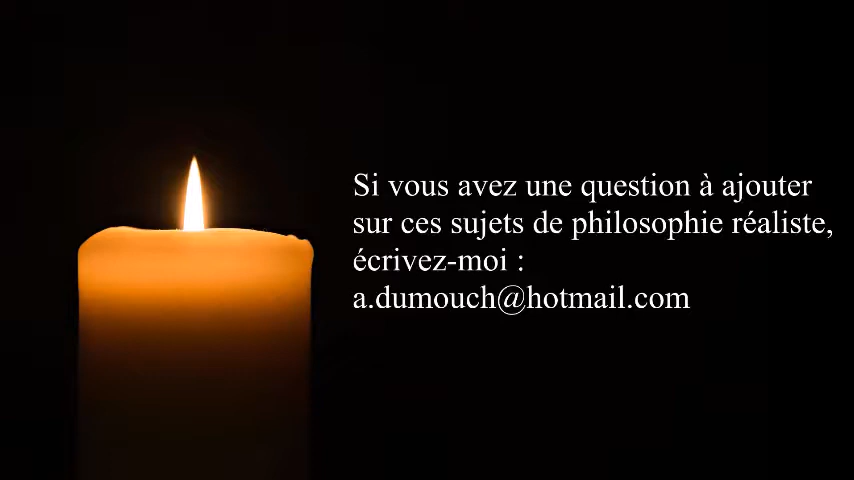 Si vous avez une question à ajouter
sur ces sujets de philosophie réaliste,
écrivez-moi :
a.dumouch@hotmail.com